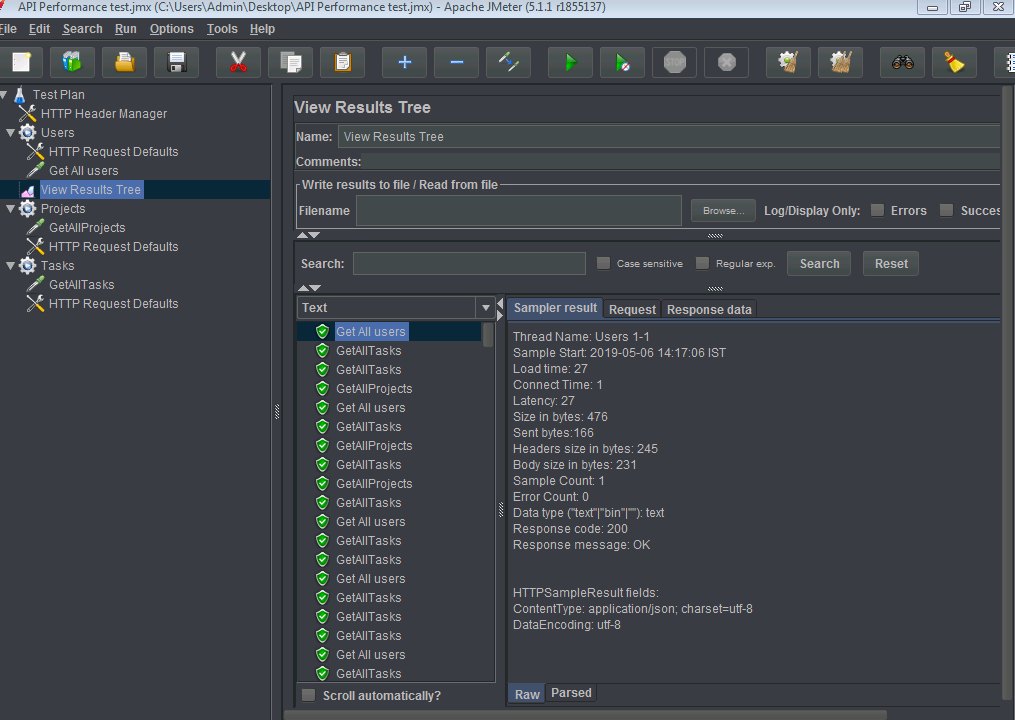 API Performance test.jmx (C:\Users\Admin\Desktop\API Performance test.jmx) - Apache JMeter (5.1.1 r1855137)
File Edit Search Run Options Tools Help
STOP
Test Plan
HTTP Header Manager
Users
HTTP Request Defaults
Get All users
View Results Tree
Projects
GetAllProjects
HTTP Request Defaults
Tasks
GetAllTasks
HTTP Request Defaults
View Results Tree
Name: View Results Tree
Comments:
Write results to file / Read from file
Filename Browse... Log/Display Only: Errors Succes
Search: Case sensitive Regular exp. Search Reset
Text
Get All users
GetAllTasks
GetAllTasks
GetAllProjects
Get All users
GetAllTasks
GetAllProjects
GetAllTasks
GetAllProjects
GetAllTasks
Get All users
GetAllTasks
GetAllTasks
Get All users
GetAllTasks
GetAllTasks
GetAllTasks
Get All users
GetAllTasks
Scroll automatically?
Sampler result Request Response data
Thread Name: Users 1-1
Sample Start: 2019-05-06 14:17:06 IST
Load time: 27
Connect Time: 1
Latency: 27
Size in bytes: 476
Sent bytes:166
Headers size in bytes: 245
Body size in bytes: 231
Sample Count: 1
Error Count: 0
Data type ("text"|"bin"|""): text
Response code: 200
Response message: OK
HTTPSampleResult fields:
ContentType: application/json; charset=utf-8
DataEncoding: utf-8
Raw Parsed